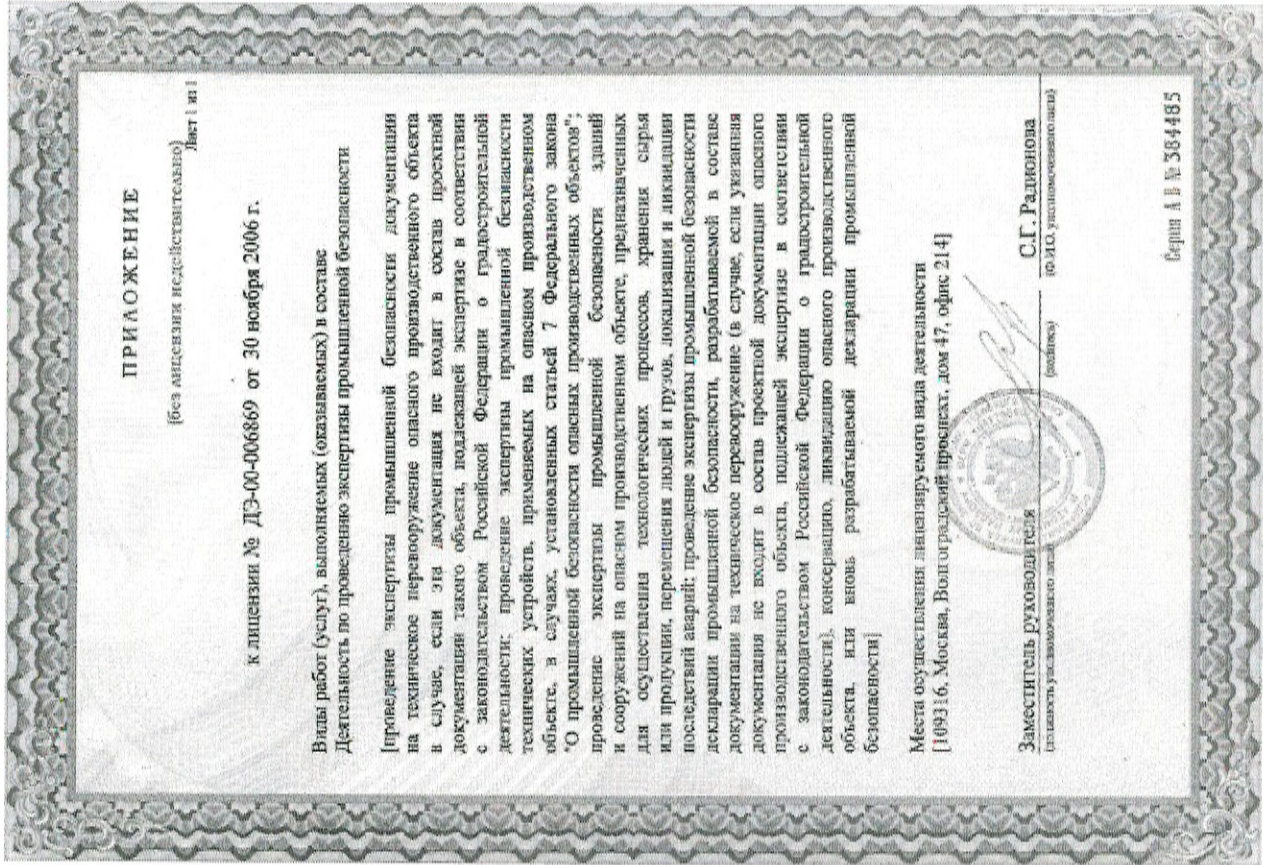 ПРИЛОЖЕНИЕ
(без лицензии недействительно)
Лист 1 из 1
к лицензии № ДЭ-00-006869 от 30 ноября 2006 г.
Виды работ (услуг), выполняемых (оказываемых) в составе
Деятельность по проведению экспертизы промышленной безопасности
[проведение экспертизы промышленной безопасности документации
на техническое перевооружение опасного производственного объекта
в случае, если эта документация не входит в состав проектной
документации такого объекта, подлежащей экспертизе в соответствии
с законодательством Российской Федерации о градостроительной
деятельности; проведение экспертизы промышленной безопасности
технических устройств, применяемых на опасном производственном
объекте, в случаях, установленных статьей 7 Федерального закона
"О промышленной безопасности опасных производственных объектов";
проведение экспертизы промышленной безопасности зданий
и сооружений на опасном производственном объекте, предназначенных
для осуществления технологических процессов, хранения сырья
или продукции, перемещения людей и грузов, локализации и ликвидации
последствий аварий; проведение экспертизы промышленной безопасности
декларации промышленной безопасности, разрабатываемой в составе
документации на техническое перевооружение (в случае, если указанная
документация не входит в состав проектной документации опасного
производственного объекта, подлежащей экспертизе в соответствии
с законодательством Российской Федерации о градостроительной
деятельности), консервацию, ликвидацию опасного производственного
объекта, или вновь разрабатываемой декларации промышленной
безопасности]
Места осуществления лицензируемого вида деятельности
[109316, Москва, Волгоградский проспект, дом 47, офис 214]
Заместитель руководителя С.Г. Радионова
(должность уполномоченного лица) (подпись) (Ф.И.О. уполномоченного лица)
Серия А В № 384485